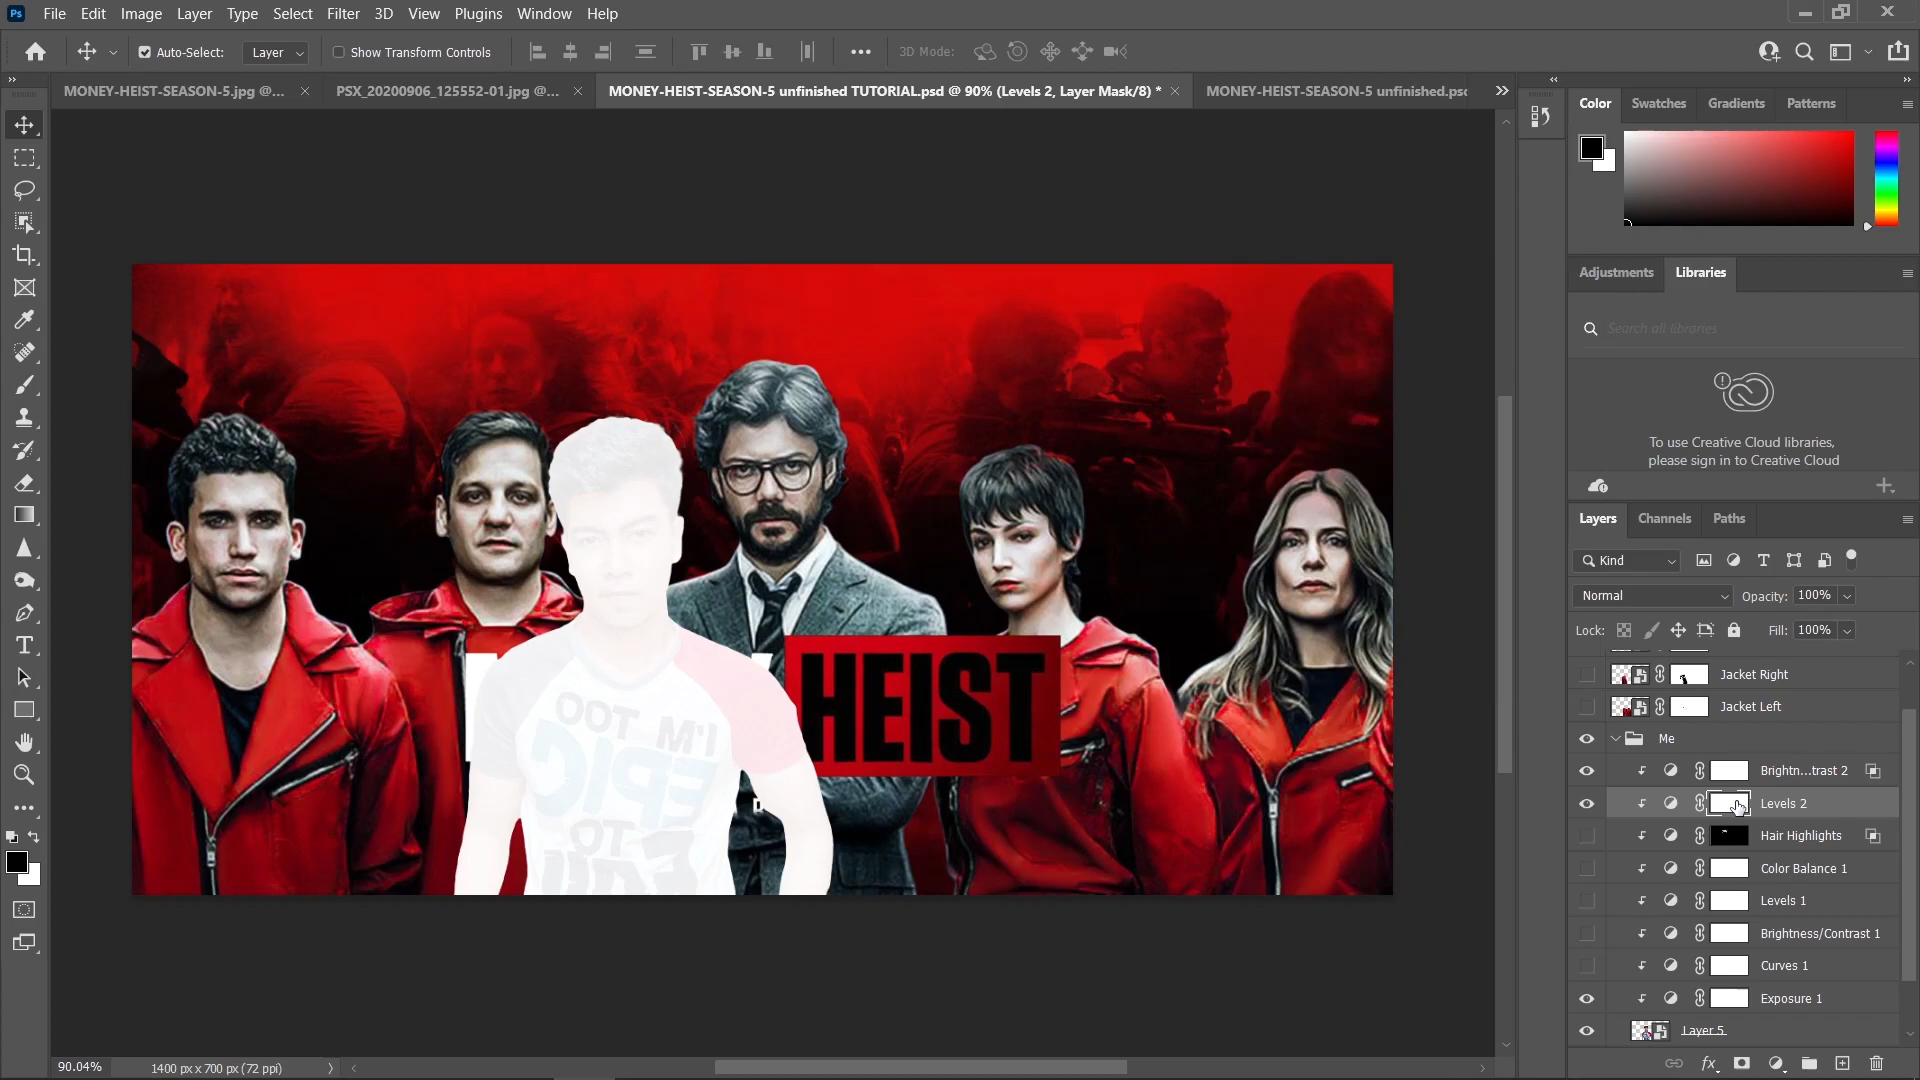 Ps File Edit Image Layer Type Select Filter 3D View Plugins Window Help
Auto-Select: Layer Show Transform Controls 3D Mode:
MONEY-HEIST-SEASON-5.jpg @... PSX_20200906_125552-01.jpg @... MONEY-HEIST-SEASON-5 unfinished TUTORIAL.psd @ 90% (Levels 2, Layer Mask/8) * MONEY-HEIST-SEASON-5 unfinished.psd
Color Swatches Gradients Patterns
Adjustments Libraries
Search all libraries
To use Creative Cloud libraries,
please sign in to Creative Cloud
Layers Channels Paths
Kind
Normal Opacity: 100%
Lock: Fill: 100%
Jacket Right
Jacket Left
Me
Brightn...trast 2
Levels 2
Hair Highlights
Color Balance 1
Levels 1
Brightness/Contrast 1
Curves 1
Exposure 1
Layer 5
HEIST
I'M TOO
EPIC
TO
90.04% 1400 px x 700 px (72 ppi)